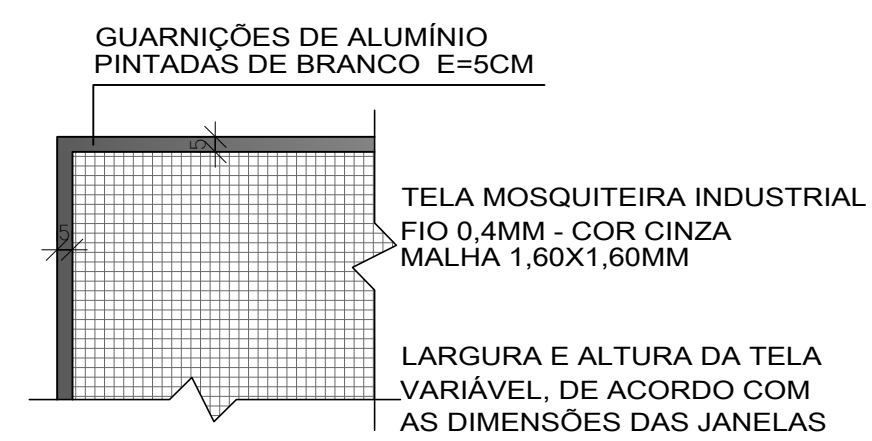 GUARNIÇÕES DE ALUMÍNIO
PINTADAS DE BRANCO E=5CM
5
TELA MOSQUITEIRA INDUSTRIAL
FIO 0,4MM - COR CINZA
5
MALHA 1,60X1,60MM
LARGURA E ALTURA DA TELA
VARIÁVEL, DE ACORDO COM
AS DIMENSÕES DAS JANELAS